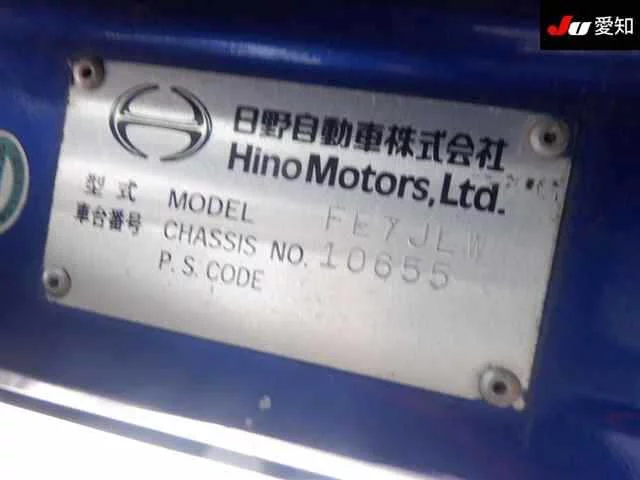 JU 愛知
日野自動車株式会社
Hino Motors, Ltd.
型式 MODEL FE7JLW
車台番号 CHASSIS NO. 10655
P. S. CODE